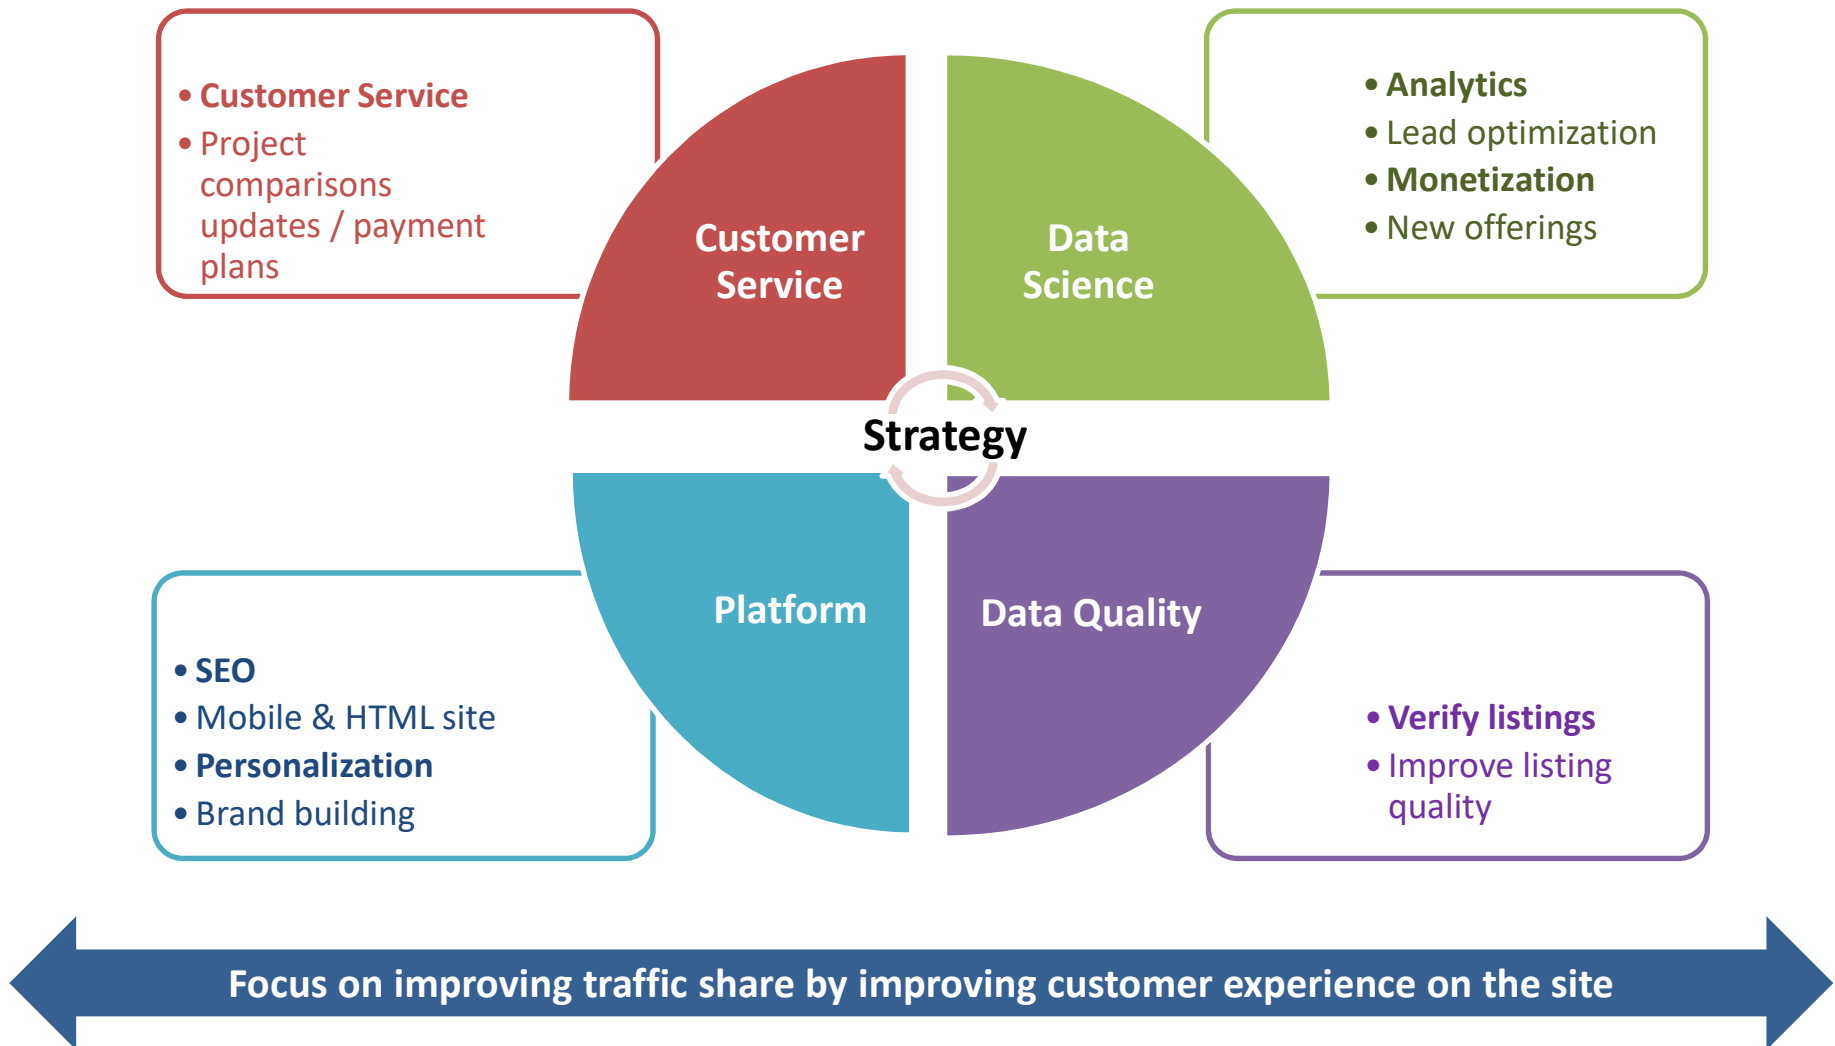 • Customer Service
• Project
comparisons
updates / payment
plans
• Analytics
• Lead optimization
• Monetization
• New offerings
Customer
Service
Data
Science
Strategy
Platform
Data Quality
• SEO
• Mobile & HTML site
• Personalization
• Brand building
• Verify listings
• Improve listing
quality
Focus on improving traffic share by improving customer experience on the site